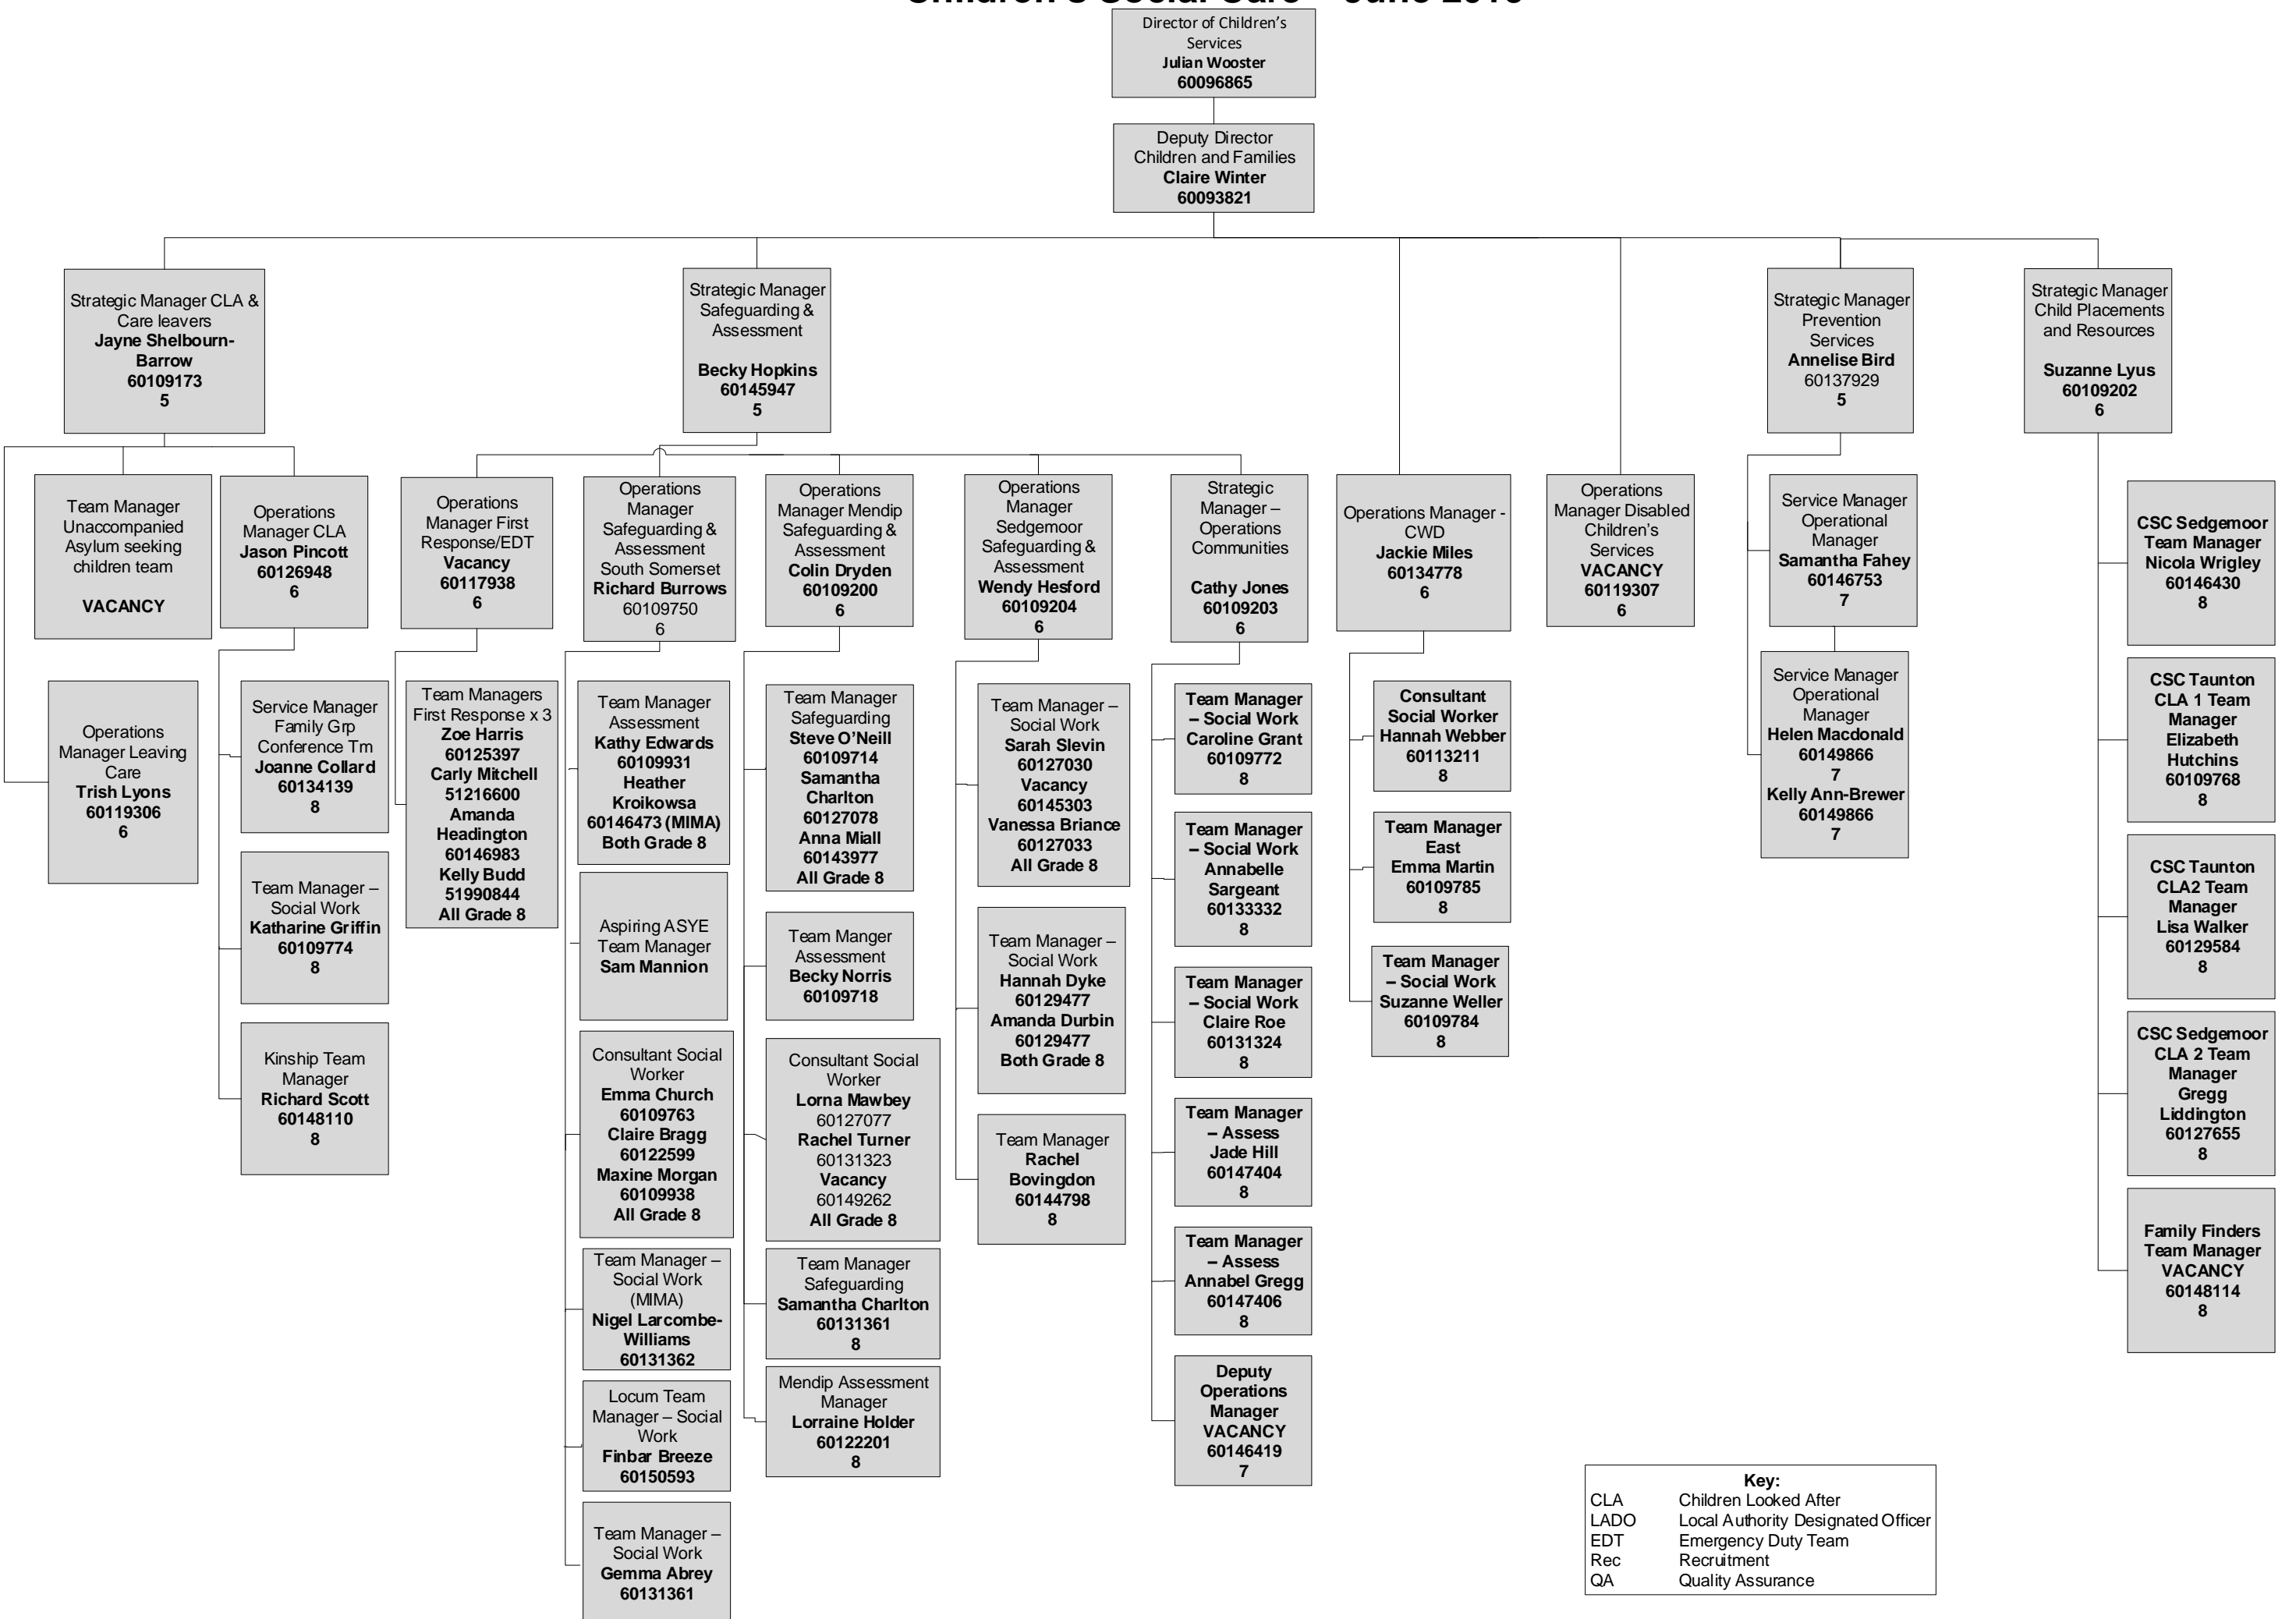 Director of Children's
Services
Julian Wooster
60096865
Deputy Director
Children and Families
Claire Winter
60093821
Strategic Manager CLA &
Care leavers
Jayne Shelbourn-
Barrow
60109173
5
Strategic Manager
Safeguarding &
Assessment
Becky Hopkins
60145947
5
Strategic Manager
Prevention
Services
Annelise Bird
60137929
5
Strategic Manager
Child Placements
and Resources
Suzanne Lyus
60109202
6
Team Manager
Unaccompanied
Asylum seeking
children team
VACANCY
Operations
Manager CLA
Jason Pincott
60126948
6
Operations
Manager First
Response/EDT
Vacancy
60117938
6
Operations
Manager
Safeguarding &
Assessment
South Somerset
Richard Burrows
60109750
6
Operations
Manager Mendip
Safeguarding &
Assessment
Colin Dryden
60109200
6
Operations
Manager
Sedgemoor
Safeguarding &
Assessment
Wendy Hesford
60109204
6
Strategic
Manager –
Operations
Communities
Cathy Jones
60109203
6
Operations Manager -
CWD
Jackie Miles
60134778
6
Operations
Manager Disabled
Children's
Services
VACANCY
60119307
6
Service Manager
Operational
Manager
Samantha Fahey
60146753
7
Service Manager
Operational
Manager
Helen Macdonald
60149866
7
Kelly Ann-Brewer
60149866
7
CSC Sedgemoor
Team Manager
Nicola Wrigley
60146430
8
CSC Taunton
CLA 1 Team
Manager
Elizabeth
Hutchins
60109768
8
CSC Taunton
CLA2 Team
Manager
Lisa Walker
60129584
8
CSC Sedgemoor
CLA 2 Team
Manager
Gregg
Liddington
60127655
8
Family Finders
Team Manager
VACANCY
60148114
8
Operations
Manager Leaving
Care
Trish Lyons
60119306
6
Service Manager
Family Grp
Conference Tm
Joanne Collard
60134139
8
Team Manager –
Social Work
Katharine Griffin
60109774
8
Kinship Team
Manager
Richard Scott
60148110
8
Team Managers
First Response x 3
Zoe Harris
60125397
Carly Mitchell
51216600
Amanda
Headington
60146983
Kelly Budd
51990844
All Grade 8
Team Manager
Assessment
Kathy Edwards
60109931
Heather
Kroikowsa
60146473 (MIMA)
Both Grade 8
Aspiring ASYE
Team Manager
Sam Mannion
Consultant Social
Worker
Emma Church
60109763
Claire Bragg
60122599
Maxine Morgan
60109938
All Grade 8
Team Manager –
Social Work
(MIMA)
Nigel Larcombe-
Williams
60131362
Locum Team
Manager – Social
Work
Finbar Breeze
60150593
Team Manager –
Social Work
Gemma Abrey
60131361
Team Manager
Safeguarding
Steve O'Neill
60109714
Samantha
Charlton
60127078
Anna Miall
60143977
All Grade 8
Team Manger
Assessment
Becky Norris
60109718
Consultant Social
Worker
Lorna Mawbey
60127077
Rachel Turner
60131323
Vacancy
60149262
All Grade 8
Team Manager
Safeguarding
Samantha Charlton
60131361
8
Mendip Assessment
Manager
Lorraine Holder
60122201
8
Team Manager –
Social Work
Sarah Slevin
60127030
Vacancy
60145303
Vanessa Briance
60127033
All Grade 8
Team Manager –
Social Work
Hannah Dyke
60129477
Amanda Durbin
60129477
Both Grade 8
Team Manager
Rachel
Bovingdon
60144798
8
Team Manager
– Social Work
Caroline Grant
60109772
8
Team Manager
– Social Work
Annabelle
Sargeant
60133332
8
Team Manager
– Social Work
Claire Roe
60131324
8
Team Manager
– Assess
Jade Hill
60147404
8
Team Manager
– Assess
Annabel Gregg
60147406
8
Deputy
Operations
Manager
VACANCY
60146419
7
Consultant
Social Worker
Hannah Webber
60113211
8
Team Manager
East
Emma Martin
60109785
8
Team Manager
– Social Work
Suzanne Weller
60109784
8
Key:
CLA Children Looked After
LADO Local Authority Designated Officer
EDT Emergency Duty Team
Rec Recruitment
QA Quality Assurance